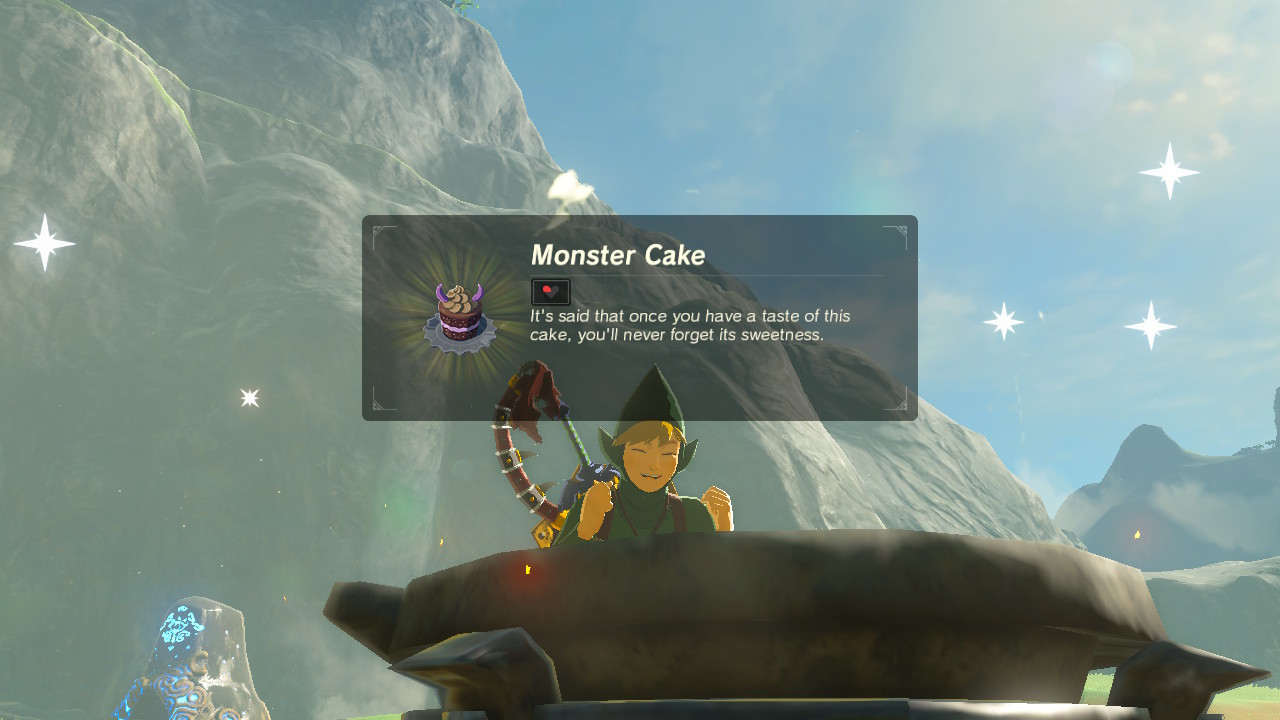 Monster Cake
It's said that once you have a taste of this
cake, you'll never forget its sweetness.